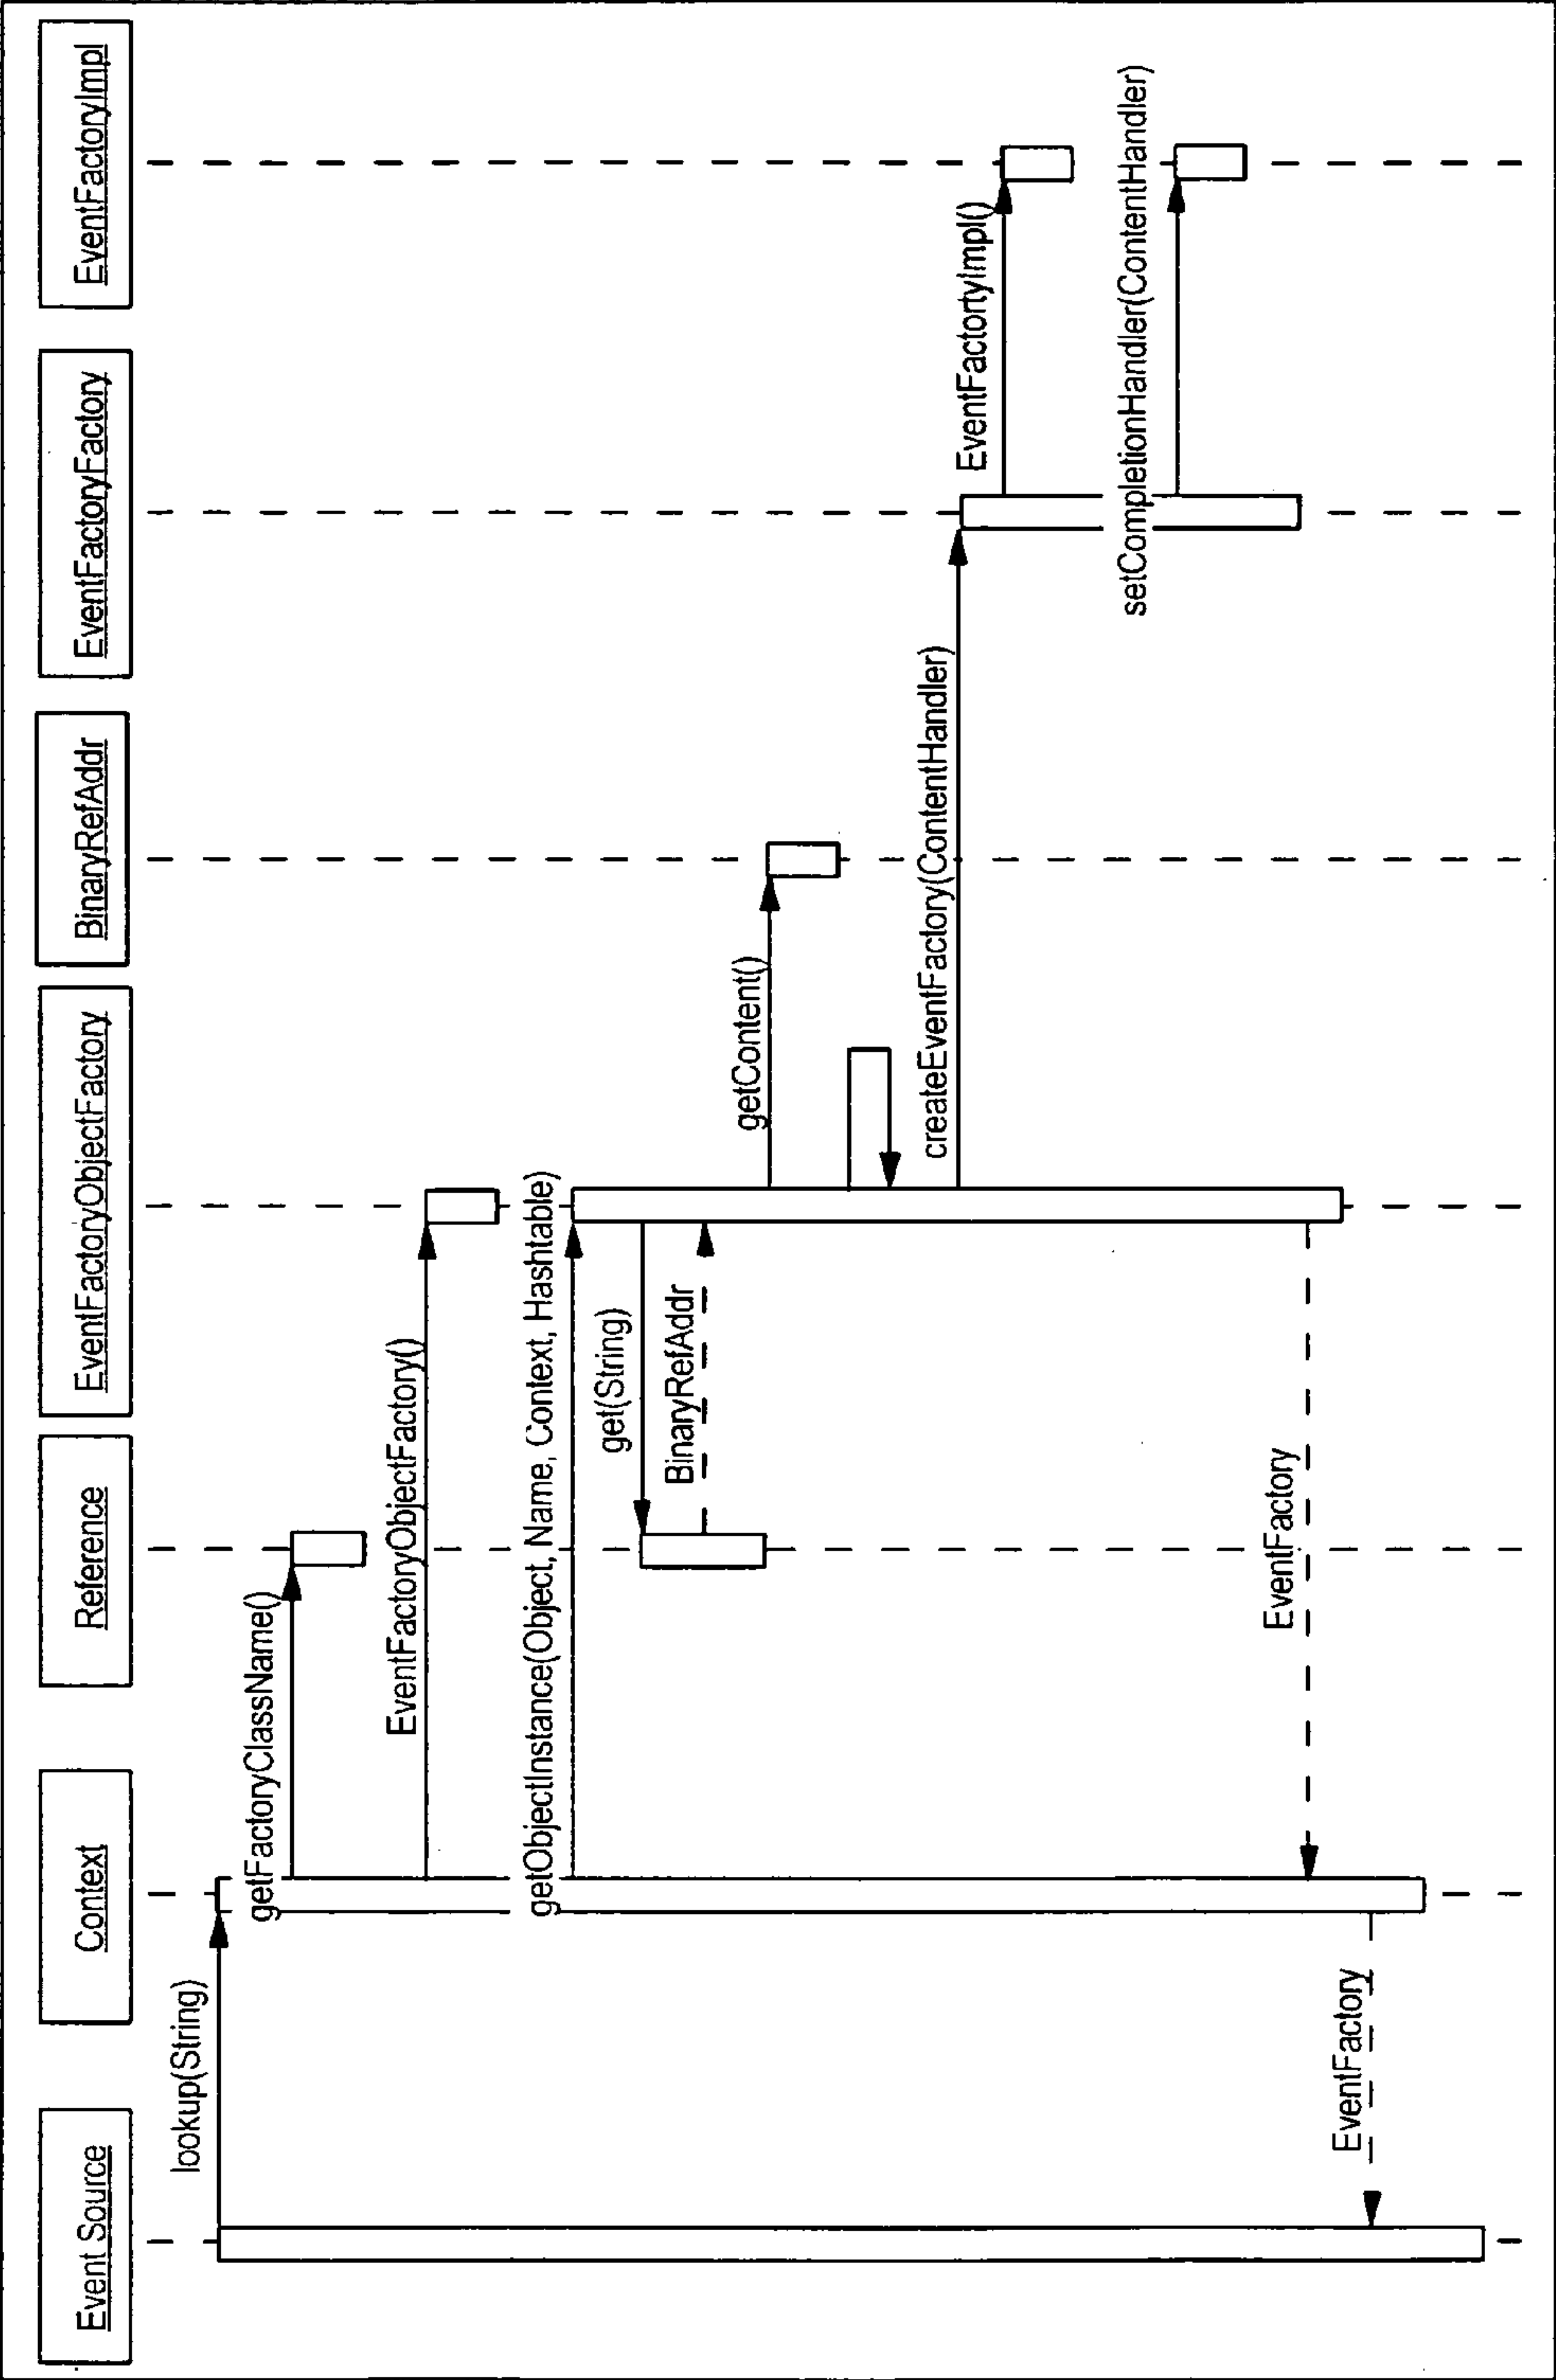 Event Source
Context
Reference
EventFactoryObjectFactory
BinaryRefAddr
EventFactoryFactory
EventFactoryImpl
lookup(String)
getFactoryClassName()
EventFactoryObjectFactory()
getObjectInstance(Object, Name, Context, Hashtable)
get(String)
BinaryRefAddr
getContent()
createEventFactory(ContentHandler)
EventFactortyImpl()
setCompletionHandler(ContentHandler)
EventFactory
EventFactory